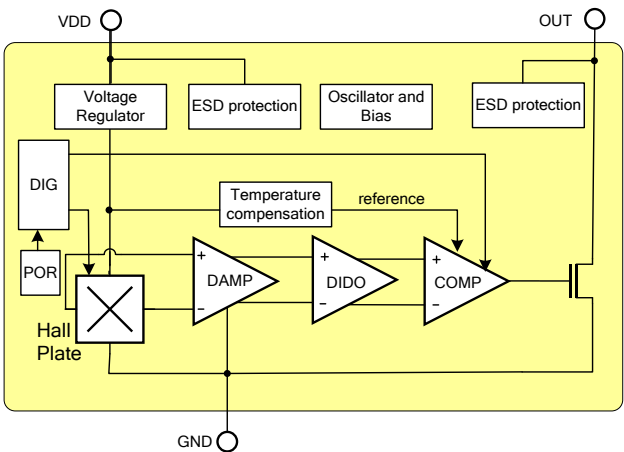 VDD
OUT
Voltage
Regulator
ESD protection
Oscillator and
Bias
ESD protection
DIG
Temperature
compensation
reference
POR
+
DAMP
−
+
DIDO
−
+
COMP
−
Hall
Plate
GND